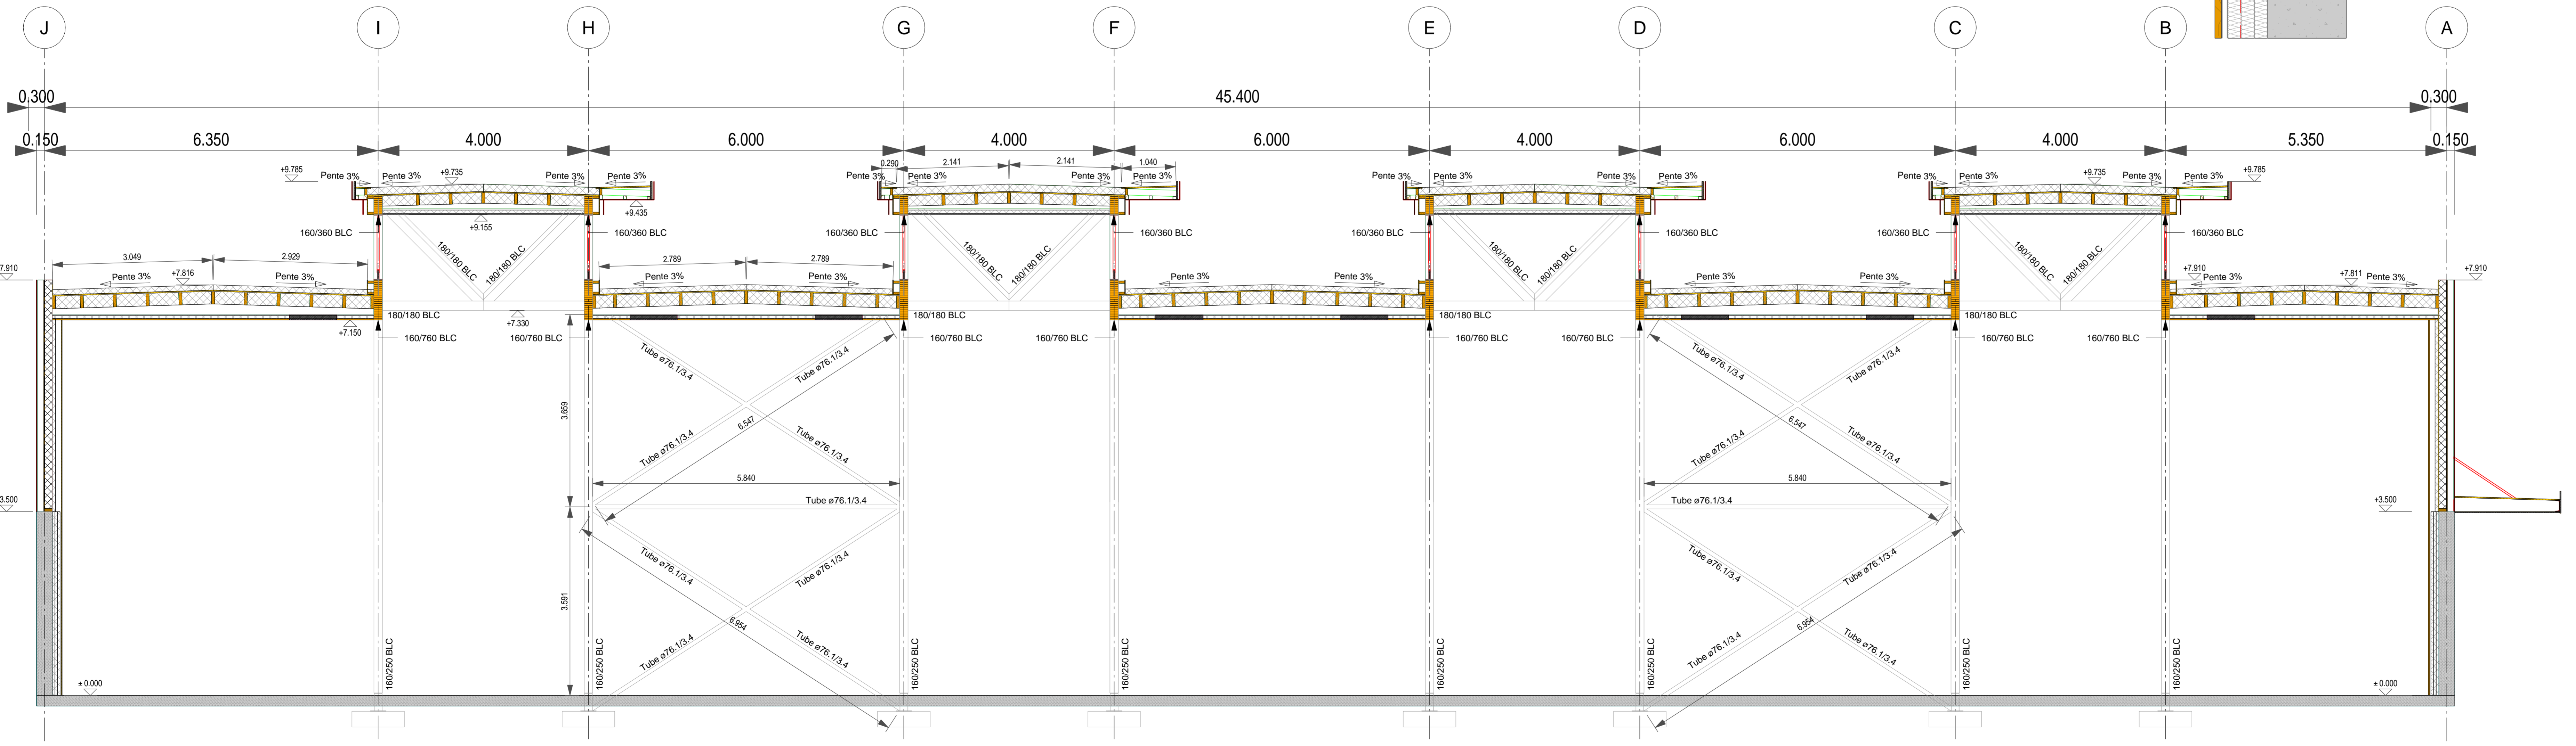 J I H G F E D C B A
0.300 45.400 0.300
0.150 6.350 4.000 6.000 4.000 6.000 4.000 6.000 4.000 5.350 0.150
0.290 2.141 2.141 1.040
+9.785 Pente 3% Pente 3% +9.735 Pente 3% Pente 3%
Pente 3% Pente 3% Pente 3% Pente 3%
Pente 3% Pente 3% Pente 3% Pente 3%
Pente 3% Pente 3% +9.735 Pente 3% Pente 3% +9.785
+9.435
+9.155
160/360 BLC 160/360 BLC 160/360 BLC 160/360 BLC 160/360 BLC 160/360 BLC 160/360 BLC 160/360 BLC
180/180 BLC 180/180 BLC 180/180 BLC 180/180 BLC 180/180 BLC 180/180 BLC 180/180 BLC 180/180 BLC
3.049 2.929 2.789 2.789
7.910 Pente 3% +7.816 Pente 3% Pente 3% Pente 3% Pente 3% Pente 3% Pente 3% Pente 3% +7.910 Pente 3% +7.811 Pente 3% +7.910
180/180 BLC 180/180 BLC 180/180 BLC 180/180 BLC
+7.150 +7.330
160/760 BLC 160/760 BLC 160/760 BLC 160/760 BLC 160/760 BLC 160/760 BLC 160/760 BLC 160/760 BLC
Tube ø76.1/3.4 Tube ø76.1/3.4 Tube ø76.1/3.4 Tube ø76.1/3.4
3.659
6.547 6.547
Tube ø76.1/3.4 Tube ø76.1/3.4 Tube ø76.1/3.4 Tube ø76.1/3.4
5.840 5.840
3.500 Tube ø76.1/3.4 Tube ø76.1/3.4 +3.500
Tube ø76.1/3.4 Tube ø76.1/3.4 Tube ø76.1/3.4 Tube ø76.1/3.4
3.591
6.954 6.954
Tube ø76.1/3.4 Tube ø76.1/3.4 Tube ø76.1/3.4 Tube ø76.1/3.4
160/250 BLC 160/250 BLC 160/250 BLC 160/250 BLC 160/250 BLC 160/250 BLC 160/250 BLC 160/250 BLC
± 0.000 ± 0.000